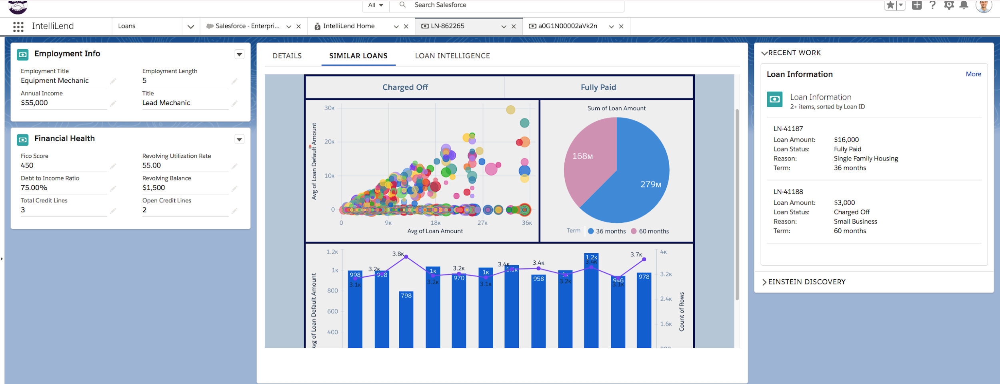 All
Search Salesforce
IntelliLend
Loans
Salesforce - Enterpri...
IntelliLend Home
LN-862265
a0G1N00002aVk2n
Employment Info
Employment Title
Equipment Mechanic
Employment Length
5
Annual Income
$55,000
Title
Lead Mechanic
Financial Health
Fico Score
450
Revolving Utilization Rate
55.00
Debt to Income Ratio
75.00%
Revolving Balance
$1,500
Total Credit Lines
3
Open Credit Lines
2
DETAILS
SIMILAR LOANS
LOAN INTELLIGENCE
Charged Off
Fully Paid
Avg of Loan Default Amount
30K
20K
10K
0
0
9K
18K
27K
36K
Avg of Loan Amount
Sum of Loan Amount
168M
279M
Term
36 months
60 months
Avg of Loan Default Amount
1.2K
1K
800
600
400
998
3.1K
3.2K
998
3.8K
798
1K
3.2K
3.2K
970
1K
3.1K
3.4K
1.1K
3.4K
958
1K
3.2K
1.2K
3.4K
946
3.1K
3.7K
978
4K
3.2K
2.4K
1.6K
Count of Rows
RECENT WORK
Loan Information
More
Loan Information
2+ items, sorted by Loan ID
LN-41187
Loan Amount: $16,000
Loan Status: Fully Paid
Reason: Single Family Housing
Term: 36 months
LN-41188
Loan Amount: $3,000
Loan Status: Charged Off
Reason: Small Business
Term: 60 months
EINSTEIN DISCOVERY